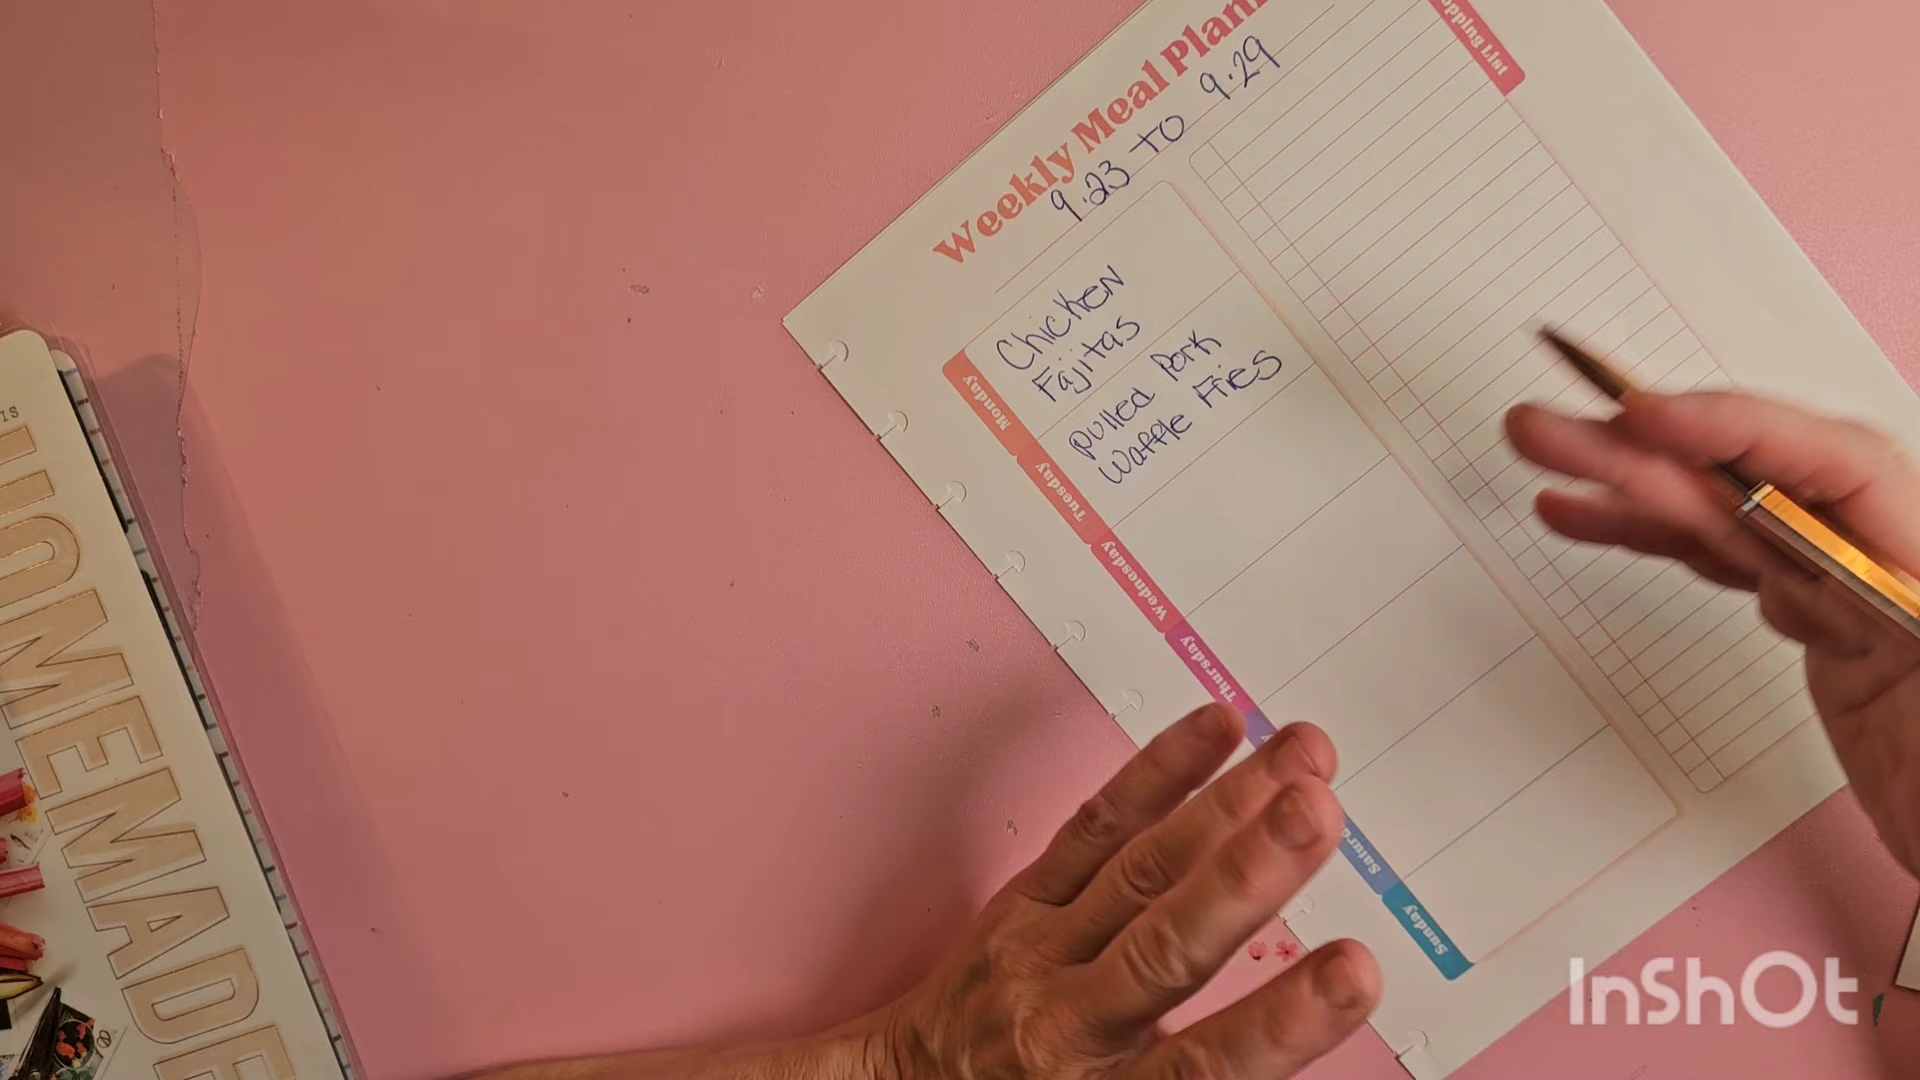 Weekly Meal Plan
9.23 to 9.29
Shopping List
Monday
Chicken
Fajitas
Tuesday
Pulled Pork
Waffle Fries
Wednesday
Thursday
Sunday
HOMEMADE
IS
InShOt